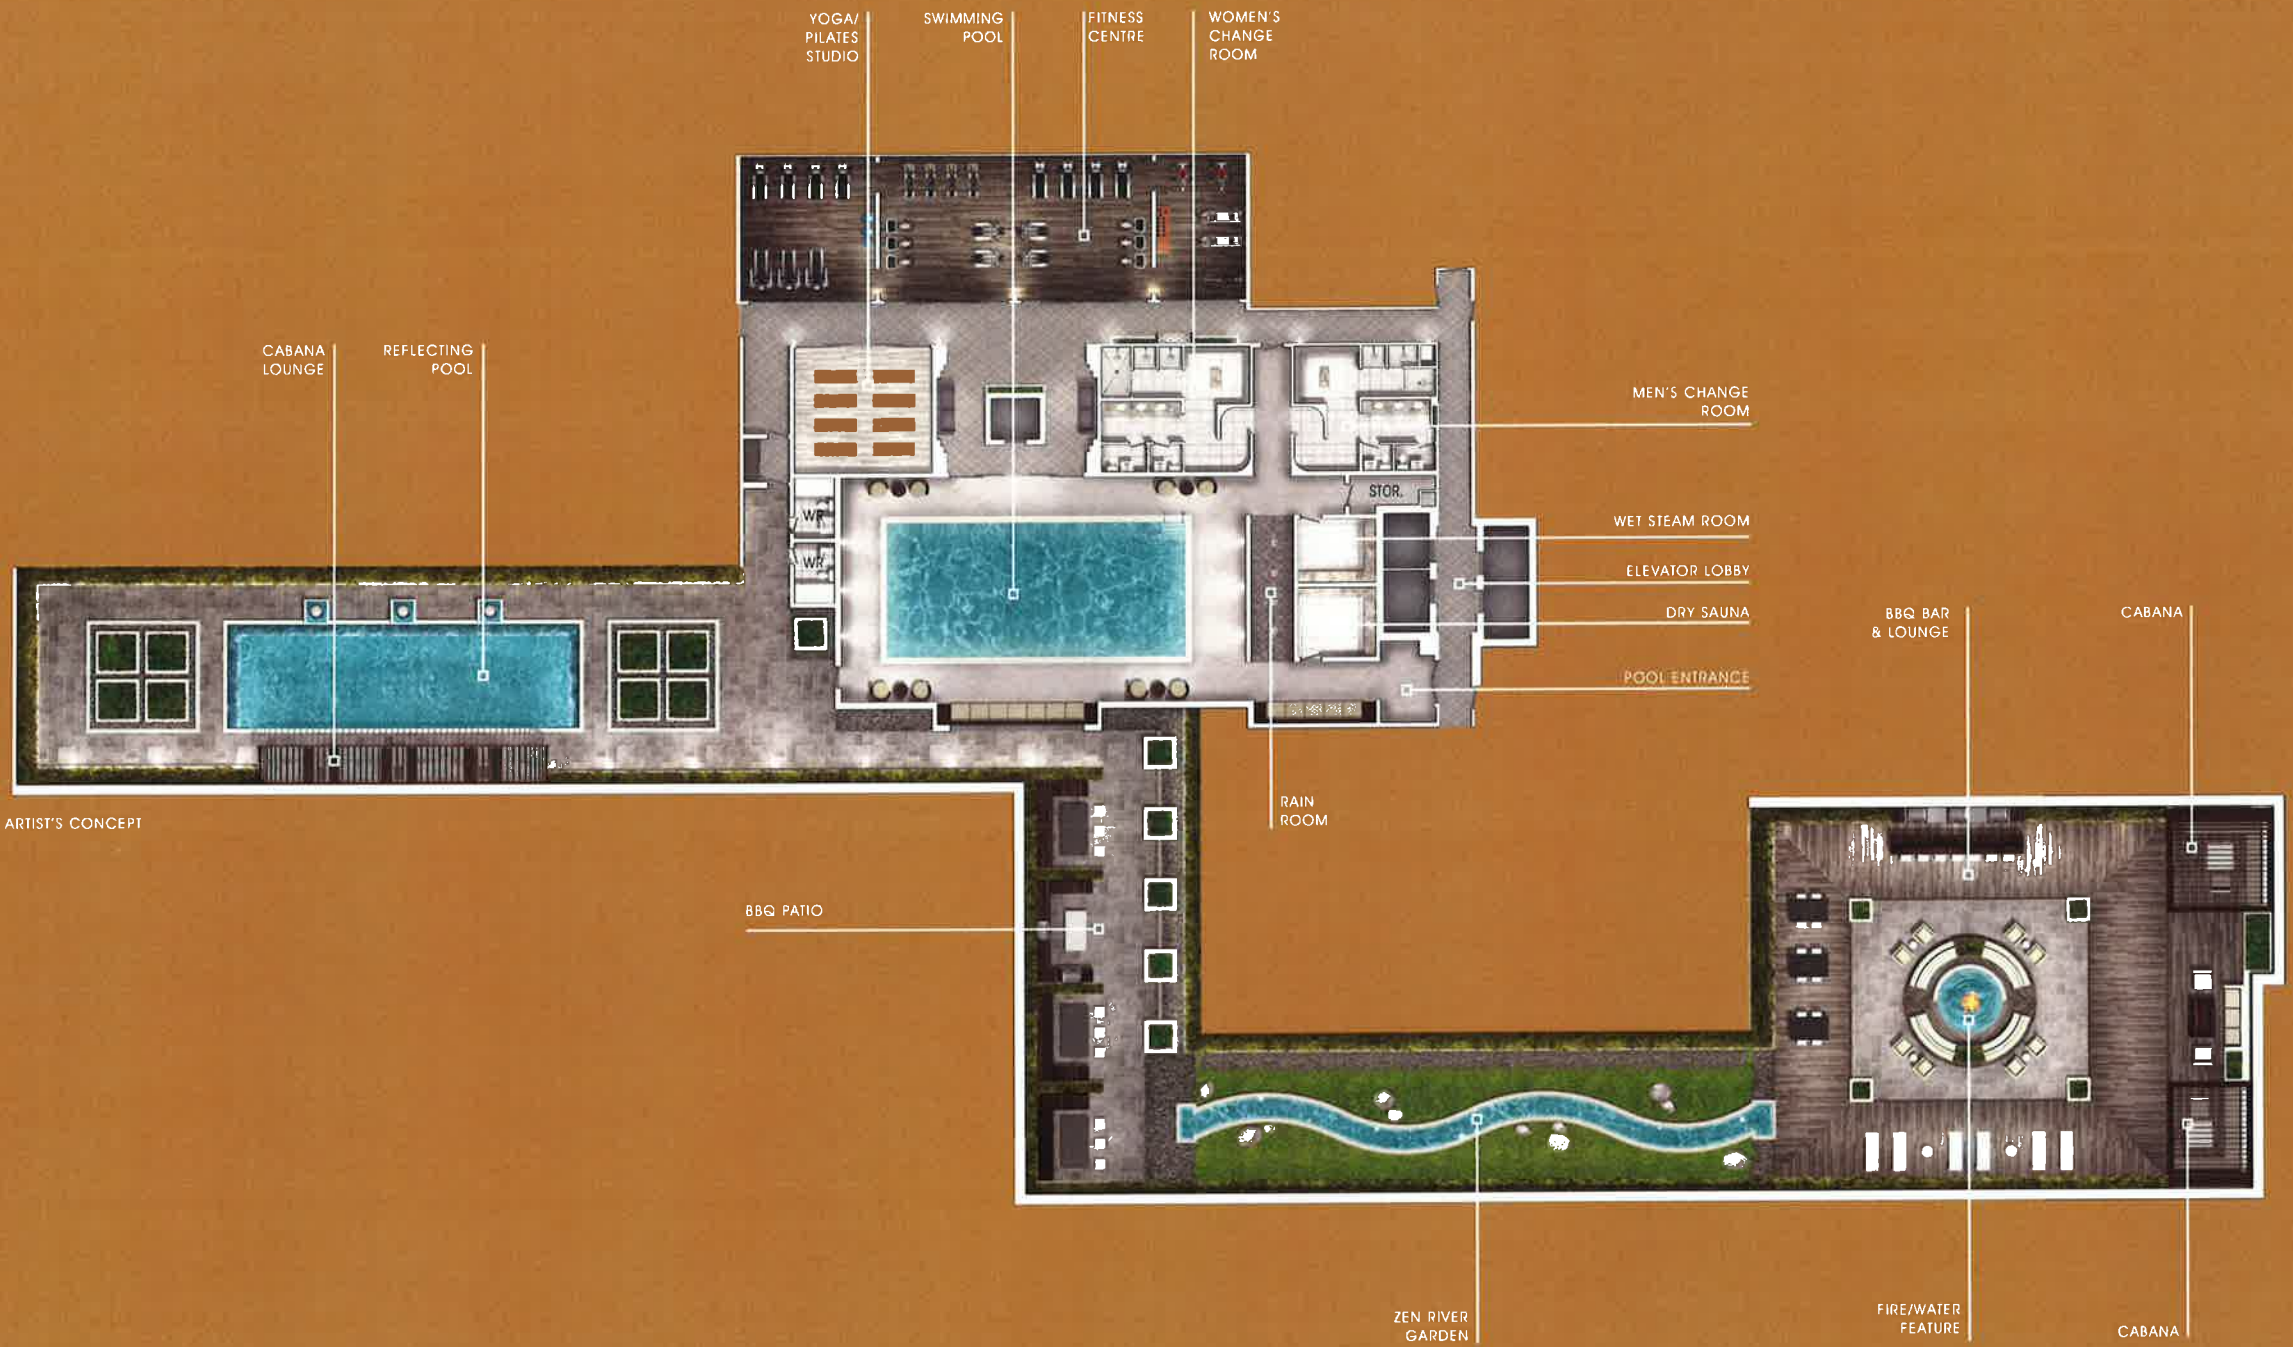 YOGA/
PILATES
STUDIO
SWIMMING
POOL
FITNESS
CENTRE
WOMEN'S
CHANGE
ROOM
CABANA
LOUNGE
REFLECTING
POOL
MEN'S CHANGE
ROOM
STOR.
WR
WR
WET STEAM ROOM
ELEVATOR LOBBY
DRY SAUNA
POOL ENTRANCE
BBQ BAR
& LOUNGE
CABANA
RAIN
ROOM
ARTIST'S CONCEPT
BBQ PATIO
ZEN RIVER
GARDEN
FIRE/WATER
FEATURE
CABANA